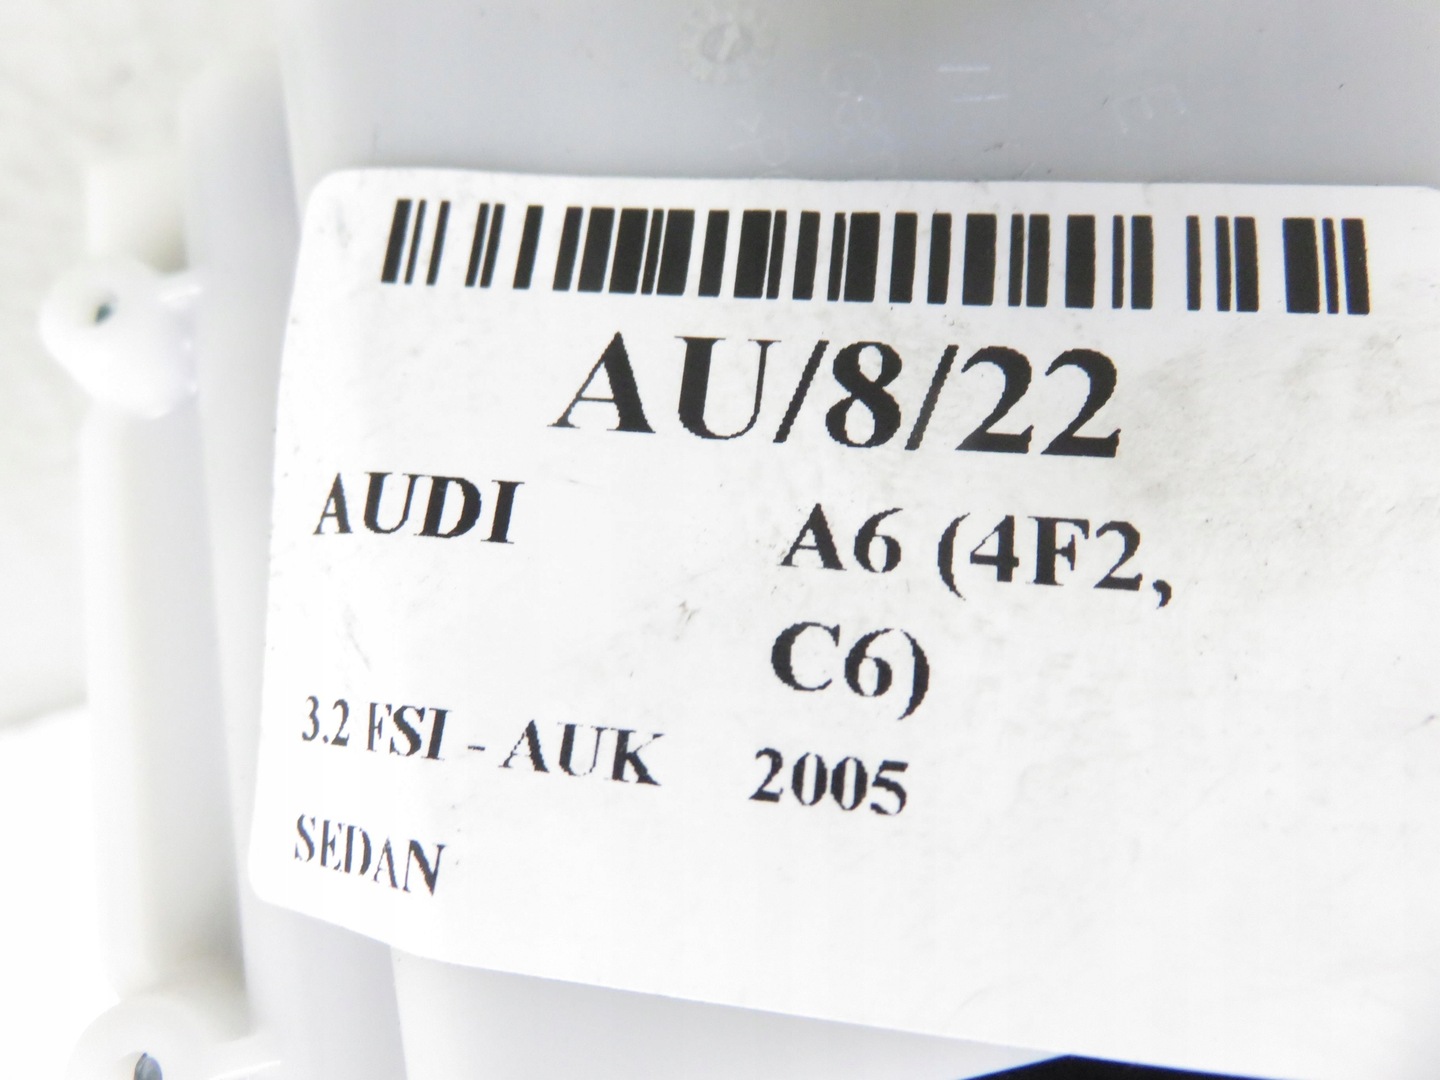 AU/8/22
AUDI A6 (4F2,
C6)
3.2 FSI - AUK 2005
SEDAN